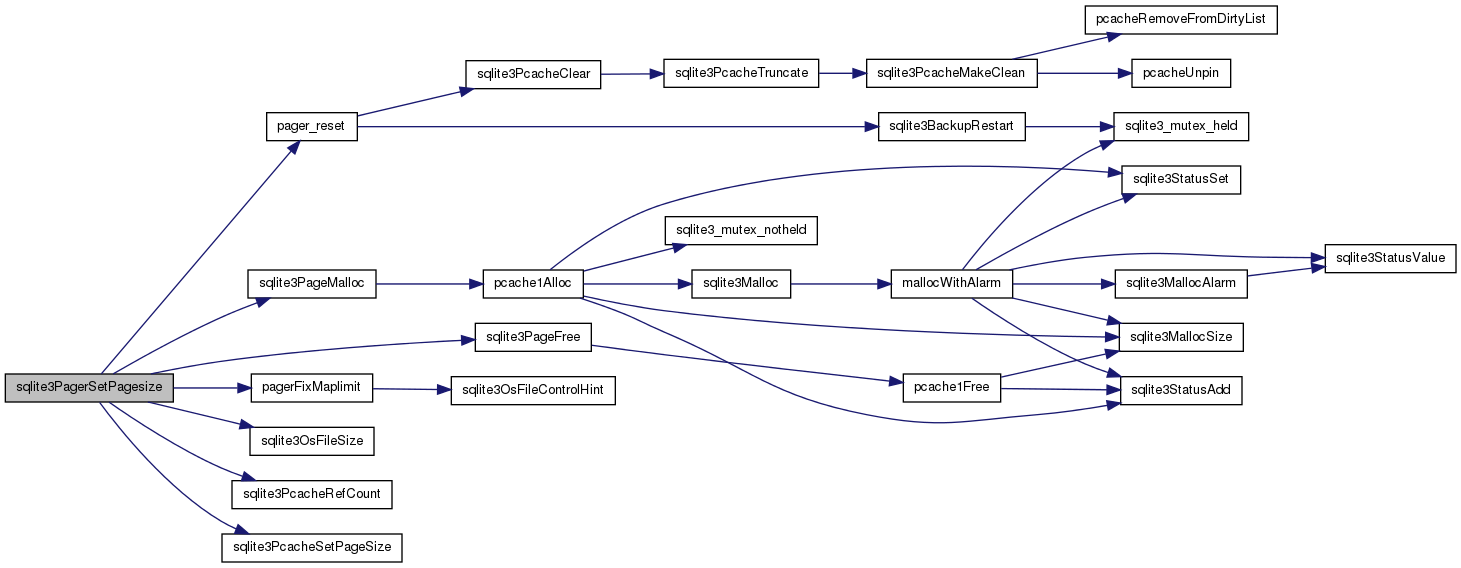 pcacheRemoveFromDirtyList
sqlite3PcacheClear
sqlite3PcacheTruncate
sqlite3PcacheMakeClean
pcacheUnpin
pager_reset
sqlite3BackupRestart
sqlite3_mutex_held
sqlite3StatusSet
sqlite3_mutex_notheld
sqlite3StatusValue
sqlite3PageMalloc
pcache1Alloc
sqlite3Malloc
mallocWithAlarm
sqlite3MallocAlarm
sqlite3PageFree
sqlite3MallocSize
sqlite3PagerSetPagesize
pagerFixMaplimit
sqlite3OsFileControlHint
pcache1Free
sqlite3StatusAdd
sqlite3OsFileSize
sqlite3PcacheRefCount
sqlite3PcacheSetPageSize